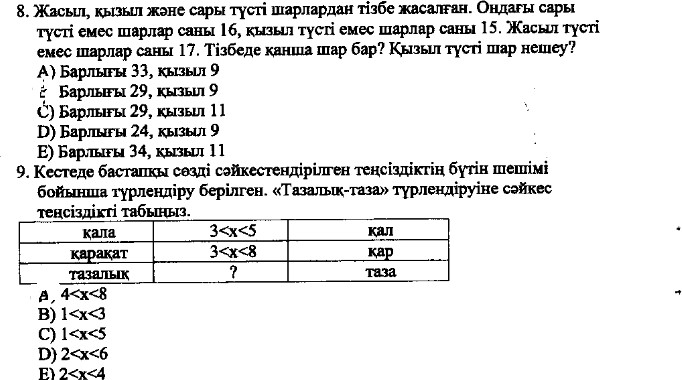 8. Жасыл, қызыл және сары түсті шарлардан тізбе жасалған. Ондағы сары
түсті емес шарлар саны 16, қызыл түсті емес шарлар саны 15. Жасыл түсті
емес шарлар саны 17. Тізбеде қанша шар бар? Қызыл түсті шар нешеу?
A) Барлығы 33, қызыл 9
Барлығы 29, қызыл 9
C) Барлығы 29, қызыл 11
D) Барлығы 24, қызыл 9
E) Барлығы 34, қызыл 11
9. Кестеде бастапқы сөзді сәйкестендірілген теңсіздіктің бүтін шешімі
бойынша түрлендіру берілген. «Тазалық-таза» түрлендіруіне сәйкес
теңсіздікті табыңыз.
қала 3<x<5 қал
қарақат 3<x<8 қар
тазалық ? таза
A) 4<x<8
B) 1<x<3
C) 1<x<5
D) 2<x<6
E) 2<x<4